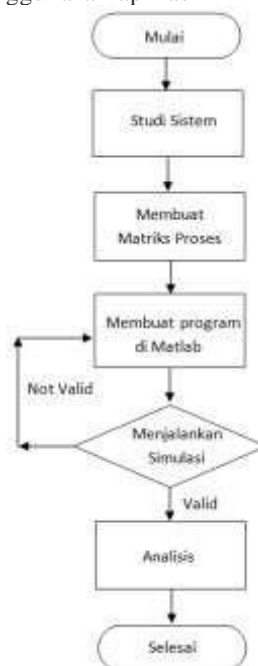 Mulai
Studi Sistem
Membuat
Matriks Proses
Membuat program
di Matlab
Not Valid
Menjalankan
Simulasi
Valid
Analisis
Selesai